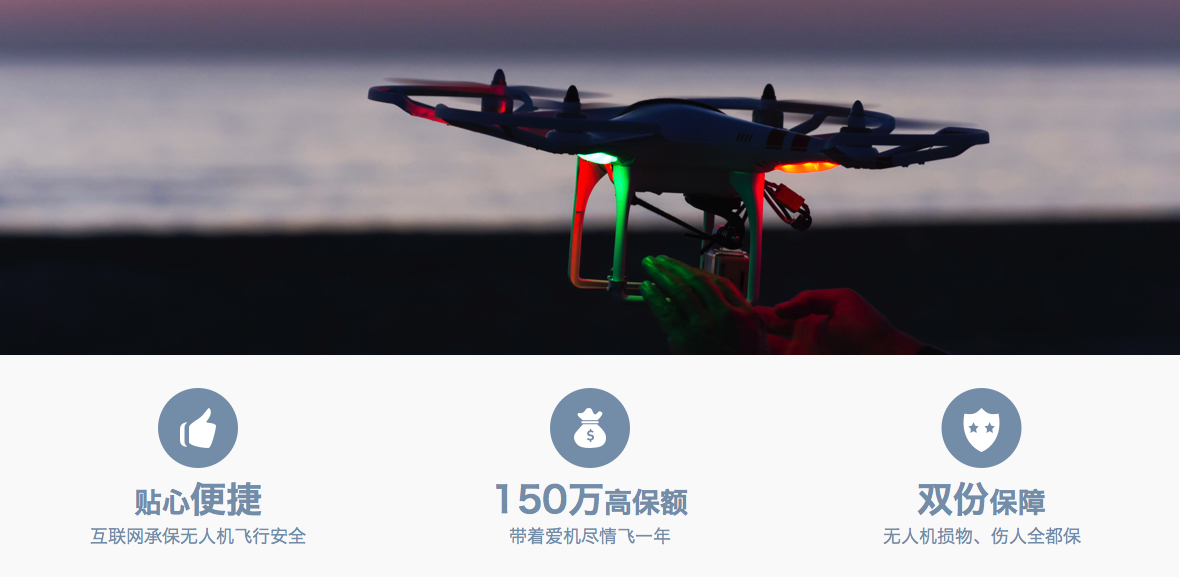 贴心便捷
互联网承保无人机飞行安全
150万高保额
带着爱机尽情飞一年
双份保障
无人机损物、伤人全都保